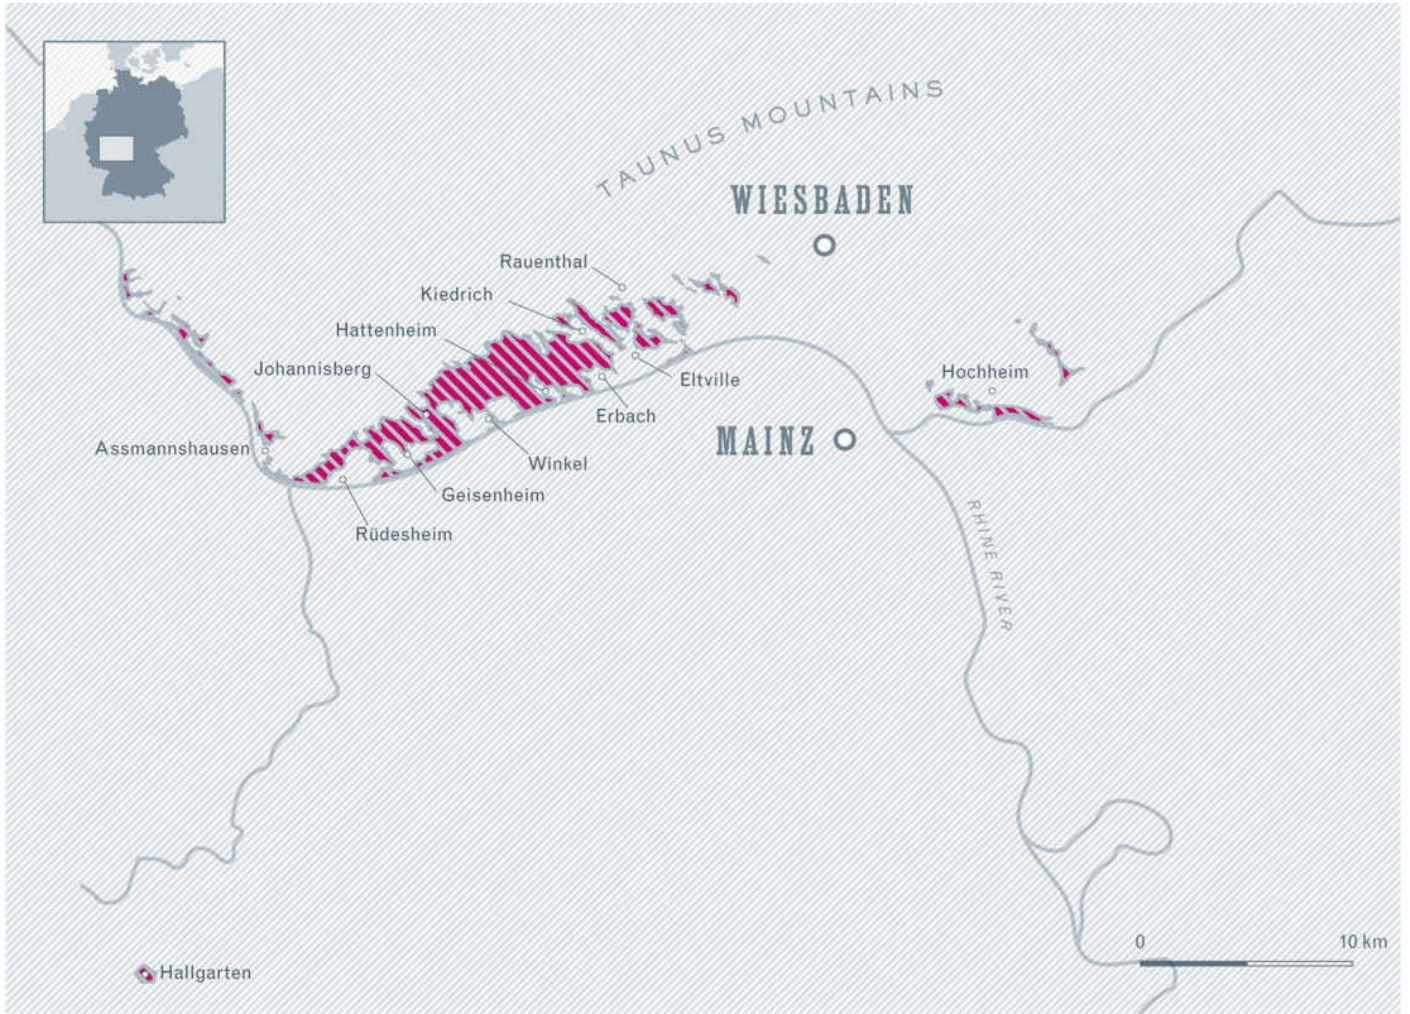 TAUNUS MOUNTAINS
WIESBADEN
Rauenthal
Kiedrich
Hattenheim
Johannisberg
Hochheim
Eltville
Erbach
MAINZ
Assmannshausen
Winkel
Geisenheim
Rüdesheim
RHINE RIVER
0 10 km
Hallgarten